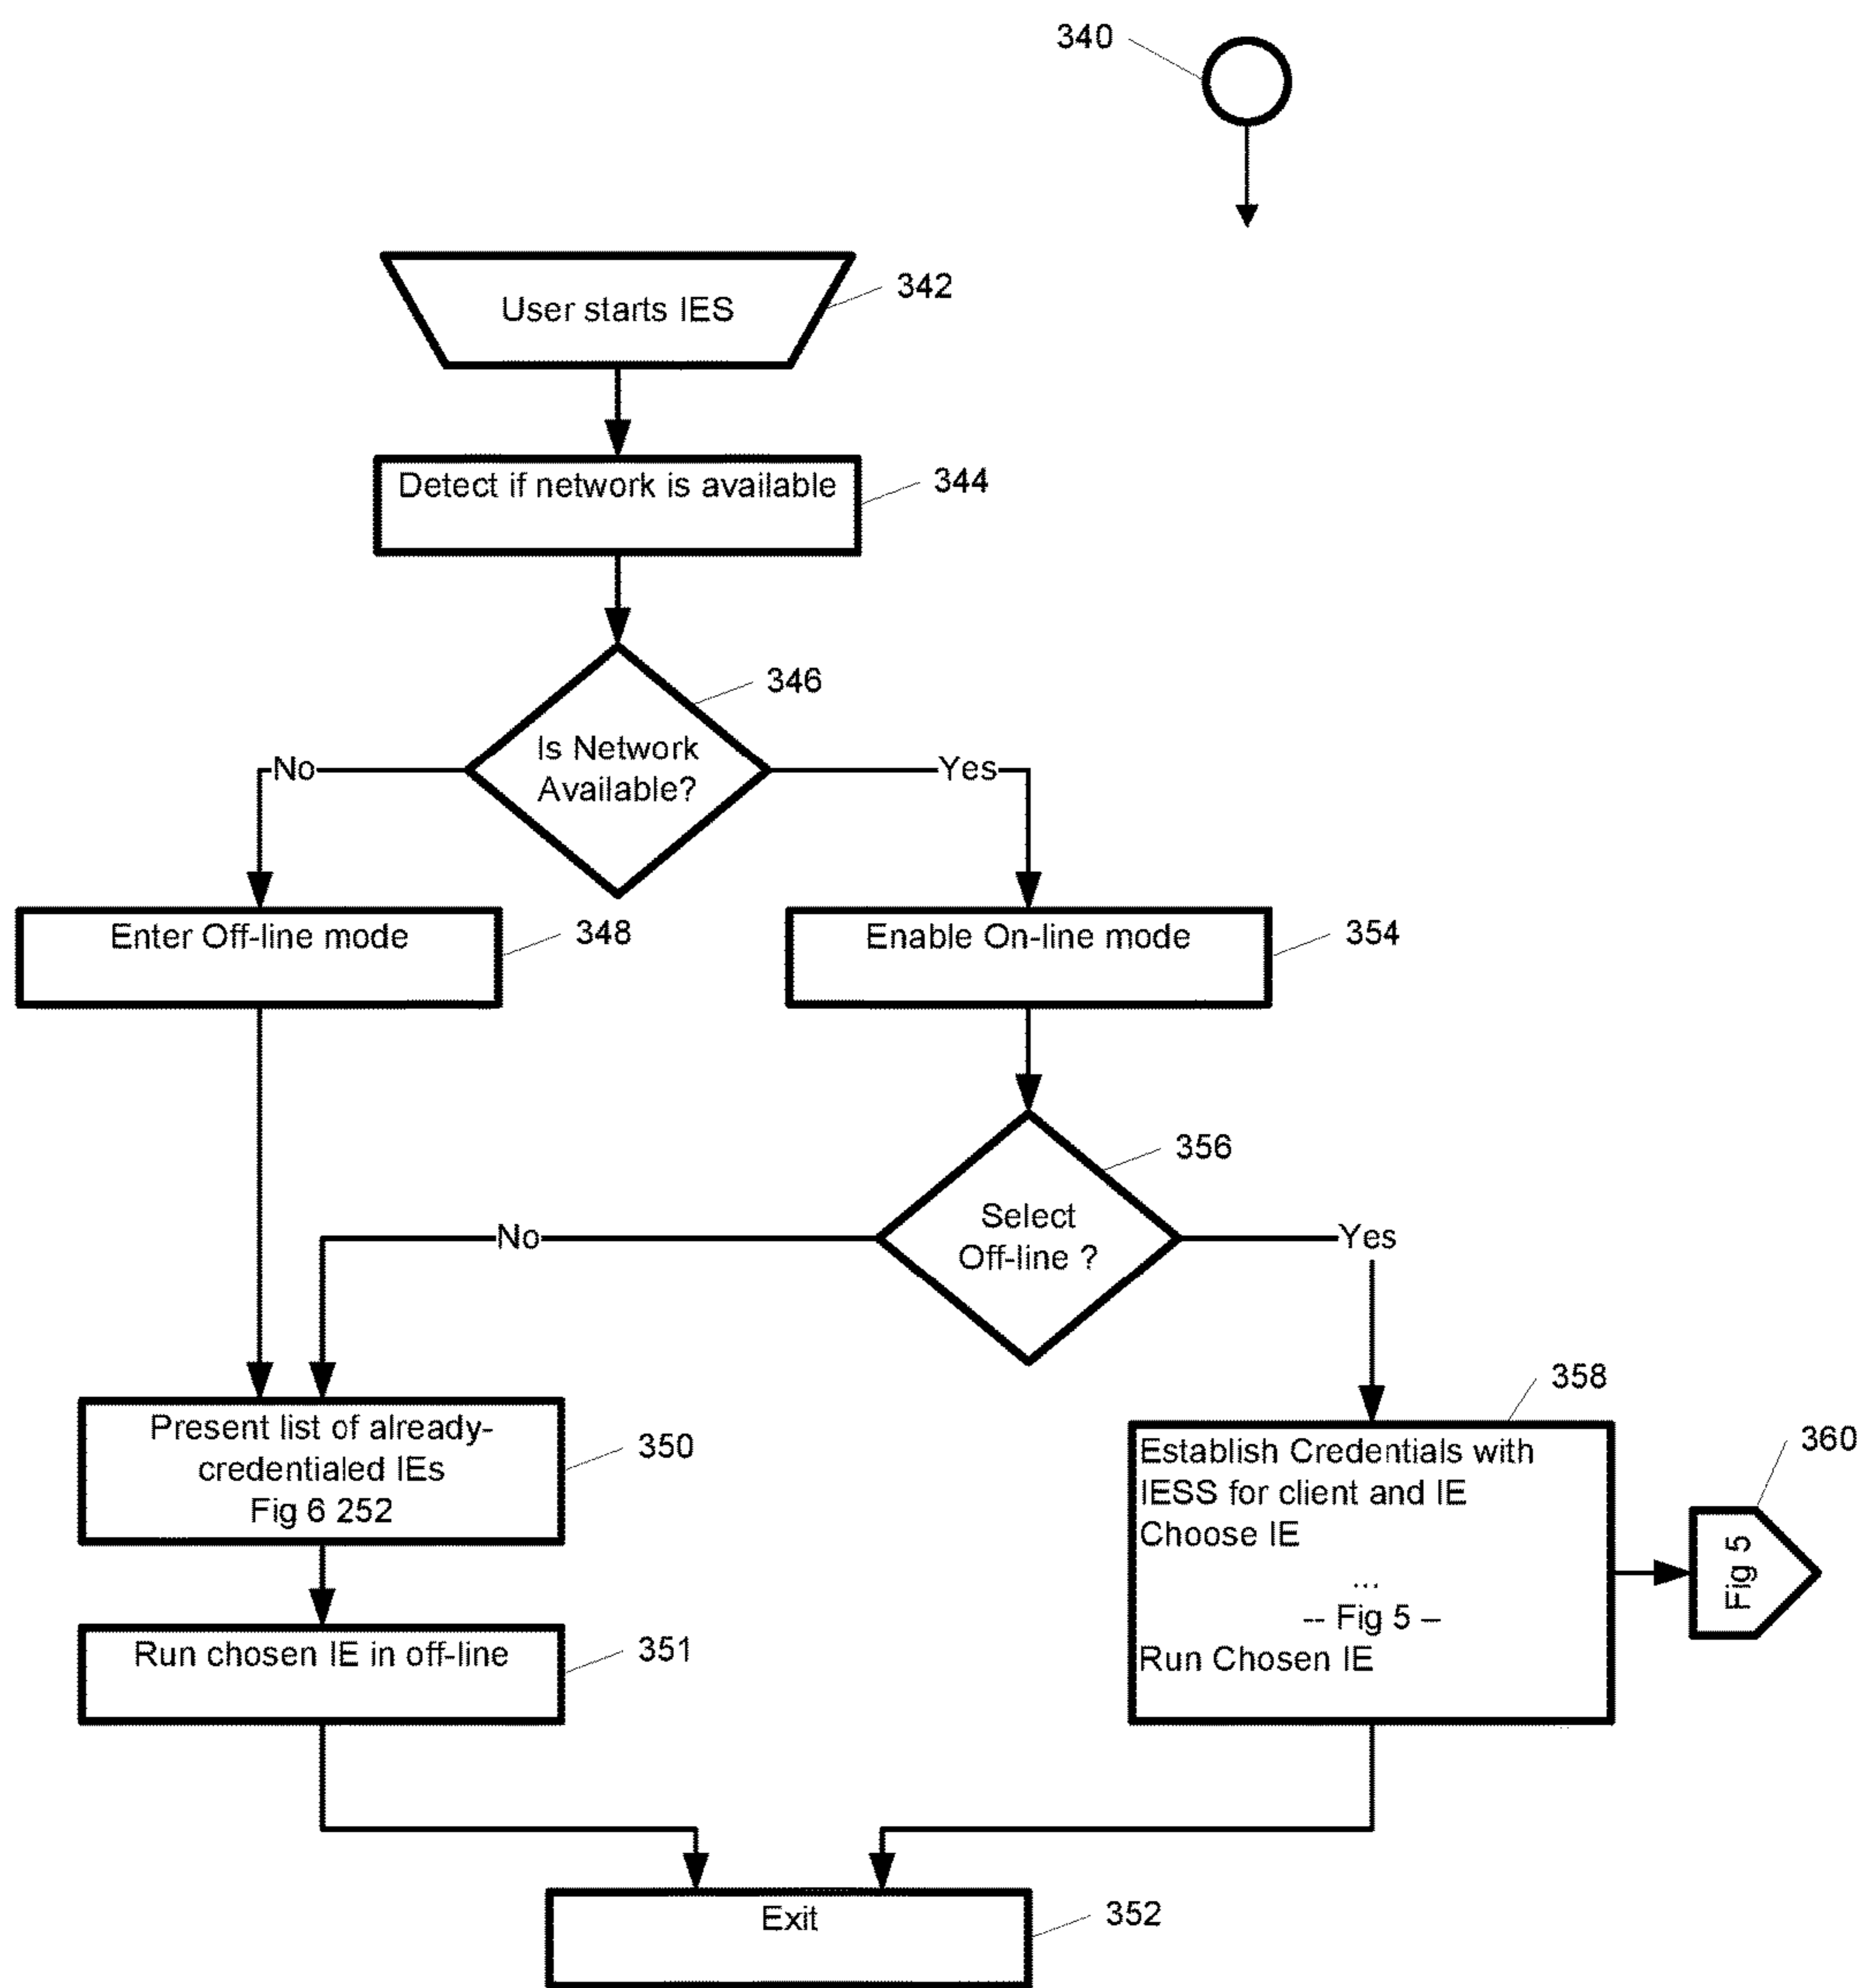 340
User starts IES
342
Detect if network is available
344
346
Is Network
Available?
No
Yes
Enter Off-line mode
348
Enable On-line mode
354
356
Select
Off-line ?
No
Yes
Present list of already-
credentialed IEs
Fig 6 252
350
358
Establish Credentials with
IESS for client and IE
Choose IE
...
-- Fig 5 –
Run Chosen IE
360
Fig 5
Run chosen IE in off-line
351
Exit
352